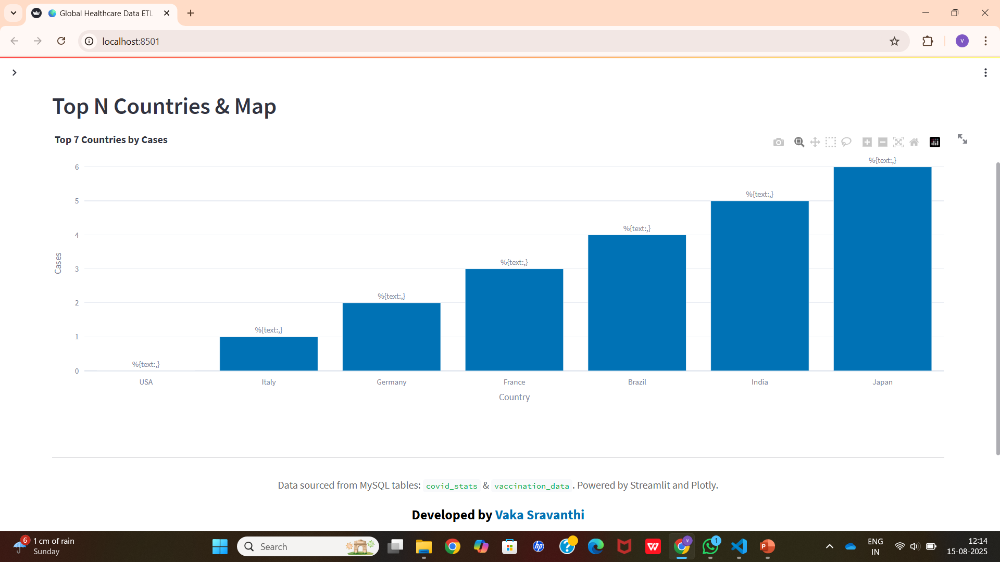 Global Healthcare Data ETL
localhost:8501
V
Top N Countries & Map
Top 7 Countries by Cases
%{text:,}
6
%{text:,}
5
%{text:,}
4
%{text:,}
3
%{text:,}
2
%{text:,}
1
%{text:,}
0
Cases
USA Italy Germany France Brazil India Japan
Country
Data sourced from MySQL tables: covid_stats & vaccination_data . Powered by Streamlit and Plotly.
Developed by Vaka Sravanthi
6
1 cm of rain
Sunday
Search
hp
?
W
V
1
P
ENG
IN
12:14
15-08-2025